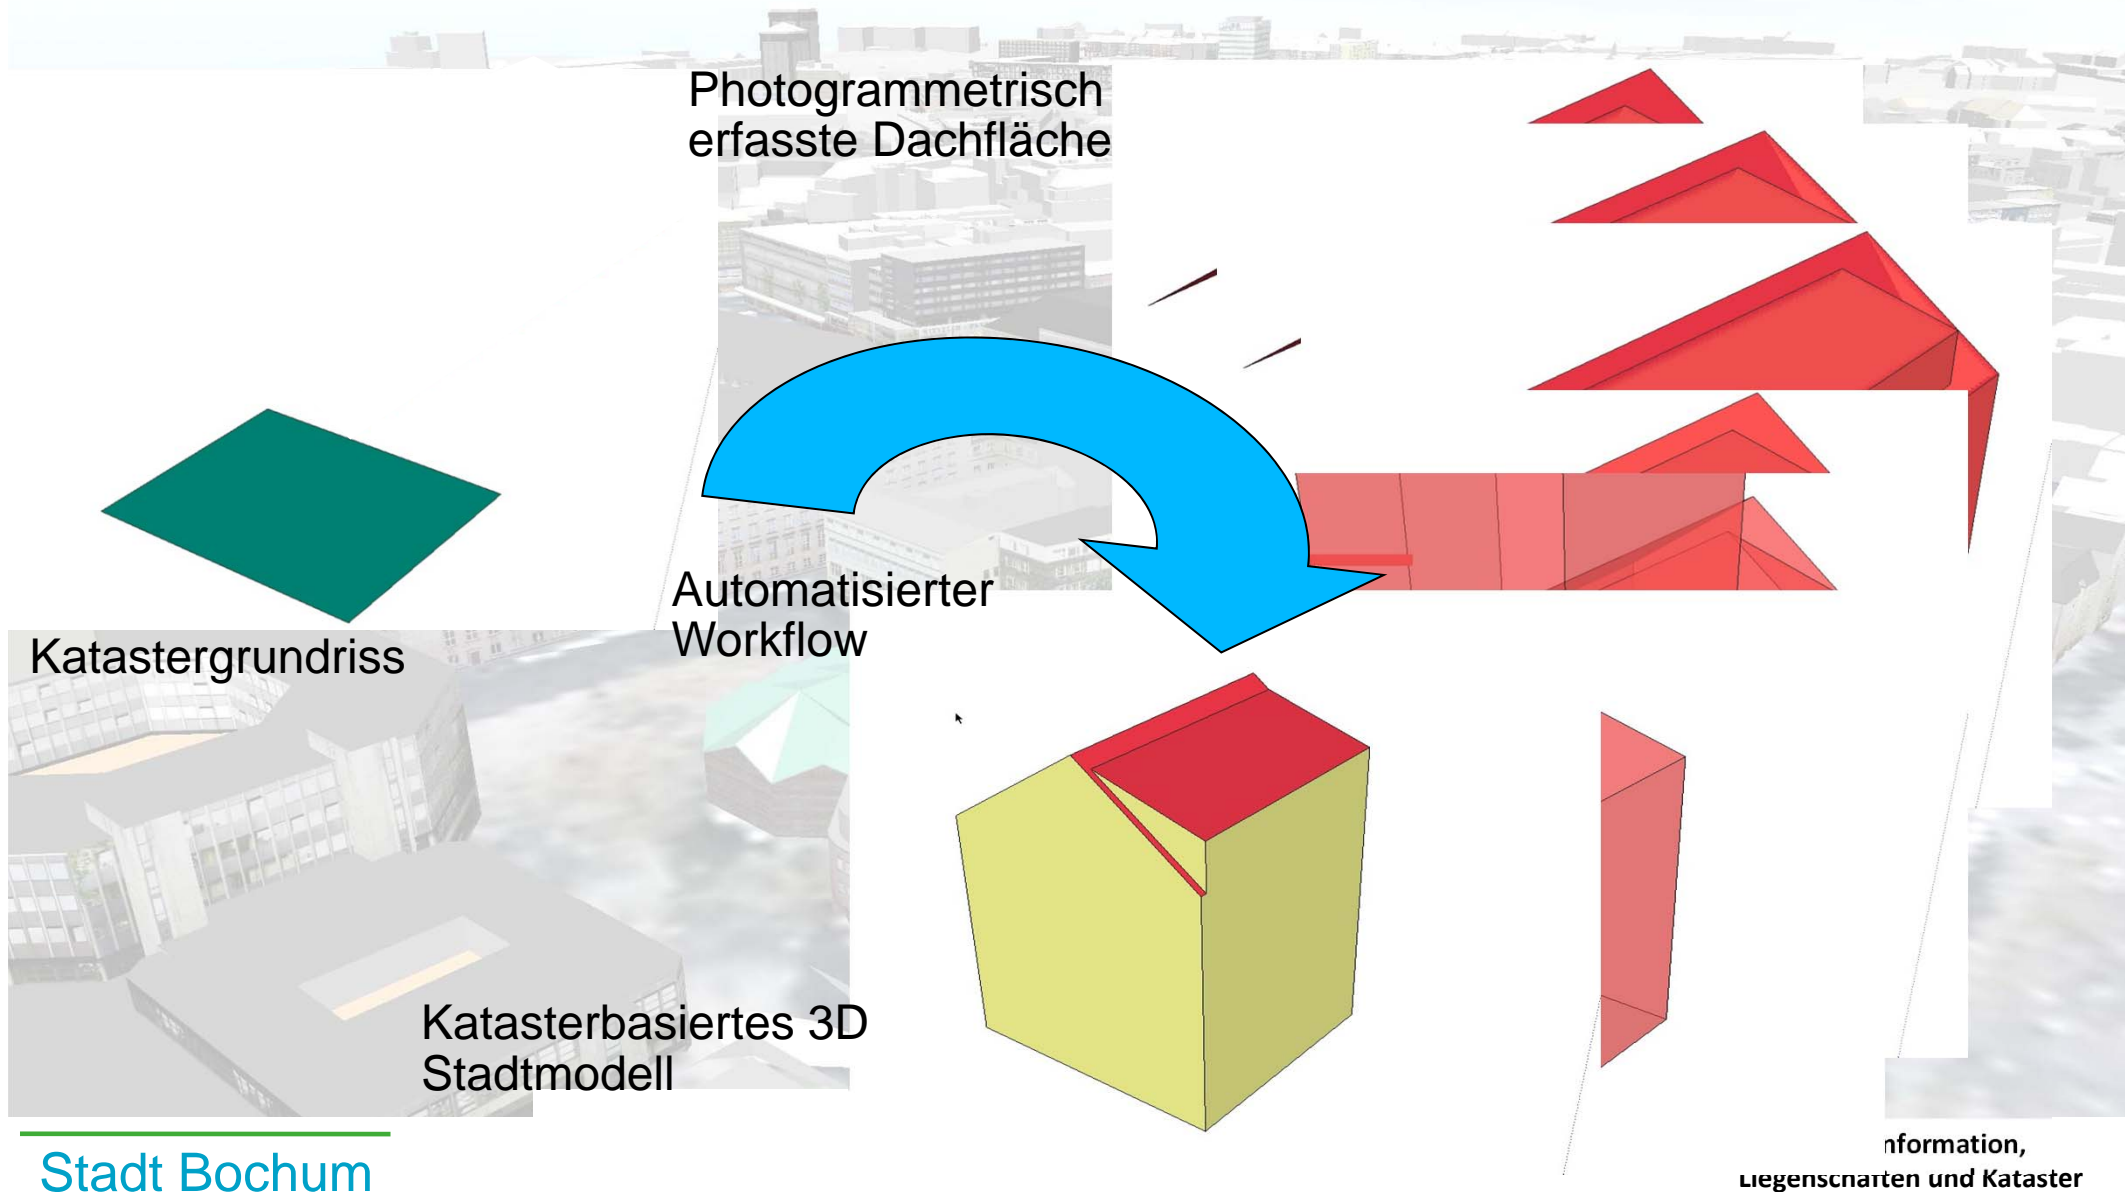 Photogrammetrisch
erfasste Dachfläche
Automatisierter
Workflow
Katastergrundriss
Katasterbasiertes 3D
Stadtmodell
Stadt Bochum
nformation,
Liegenschaften und Kataster